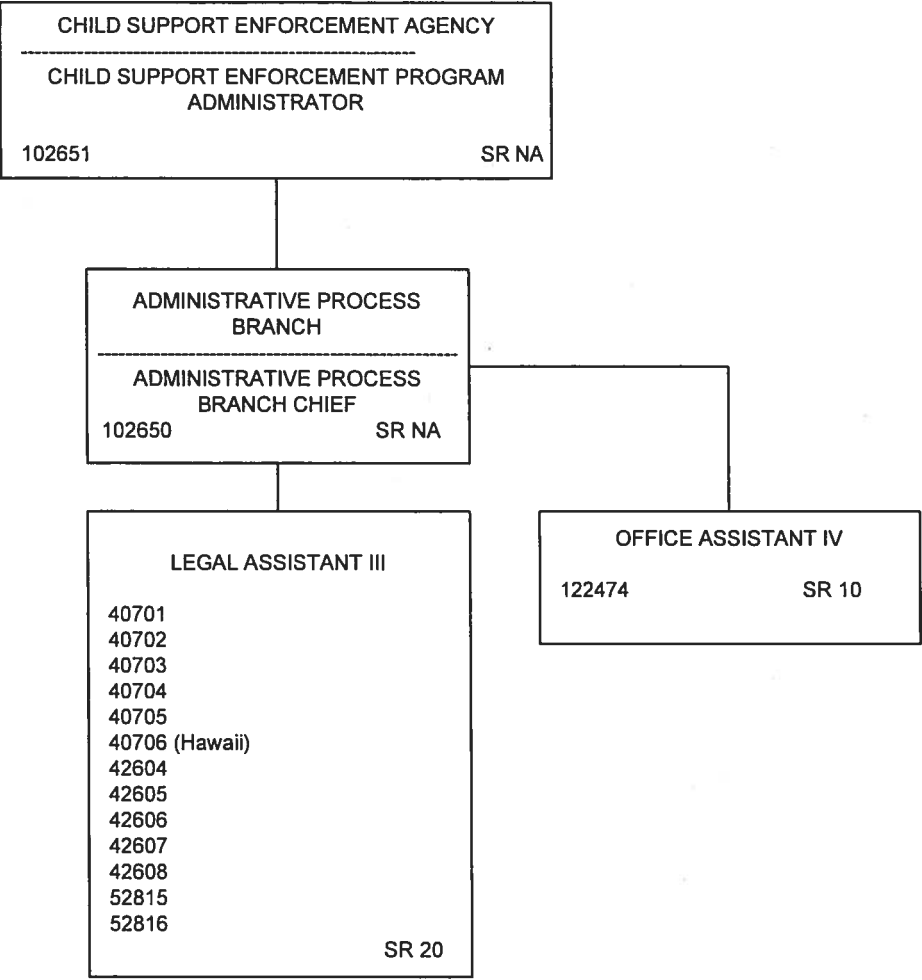 CHILD SUPPORT ENFORCEMENT AGENCY
CHILD SUPPORT ENFORCEMENT PROGRAM
ADMINISTRATOR
102651 SR NA
ADMINISTRATIVE PROCESS
BRANCH
ADMINISTRATIVE PROCESS
BRANCH CHIEF
102650 SR NA
LEGAL ASSISTANT III
40701
40702
40703
40704
40705
40706 (Hawaii)
42604
42605
42606
42607
42608
52815
52816
SR 20
OFFICE ASSISTANT IV
122474 SR 10